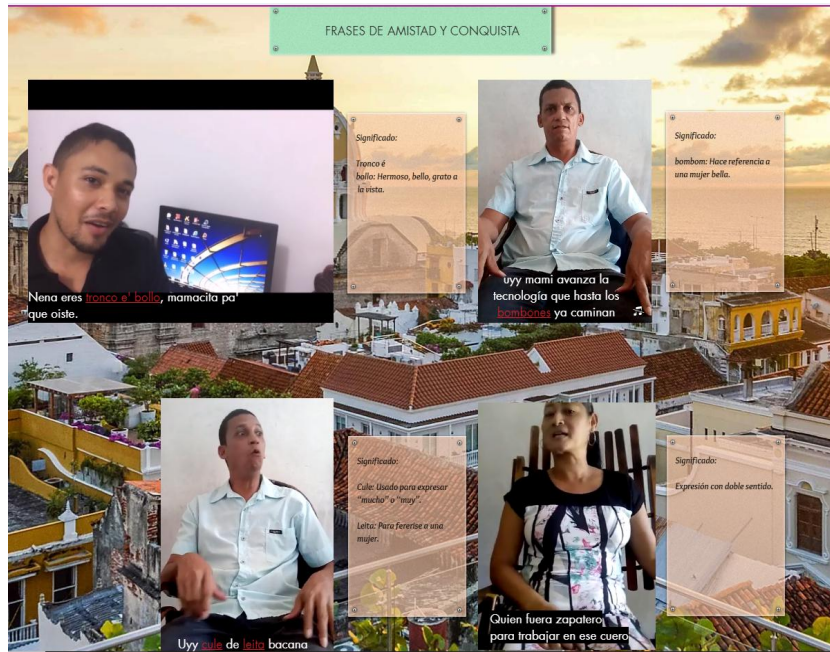 FRASES DE AMISTAD Y CONQUISTA
Significado:
Tronco é
bollo: Hermoso, bello, grato a
la vista.
Nena eres tronco e' bollo, mamacita pa'
que oiste.
Significado:
bombom: Hace referencia a
una mujer bella.
uyy mami avanza la
tecnología que hasta los
bombones ya caminan
Significado:
Cule: Usado para expresar
"mucho" o "muy".
Leita: Para fererise a una
mujer.
Uyy cule de leita bacana
Significado:
Expresión con doble sentido.
Quien fuera zapatero
para trabajar en ese cuero